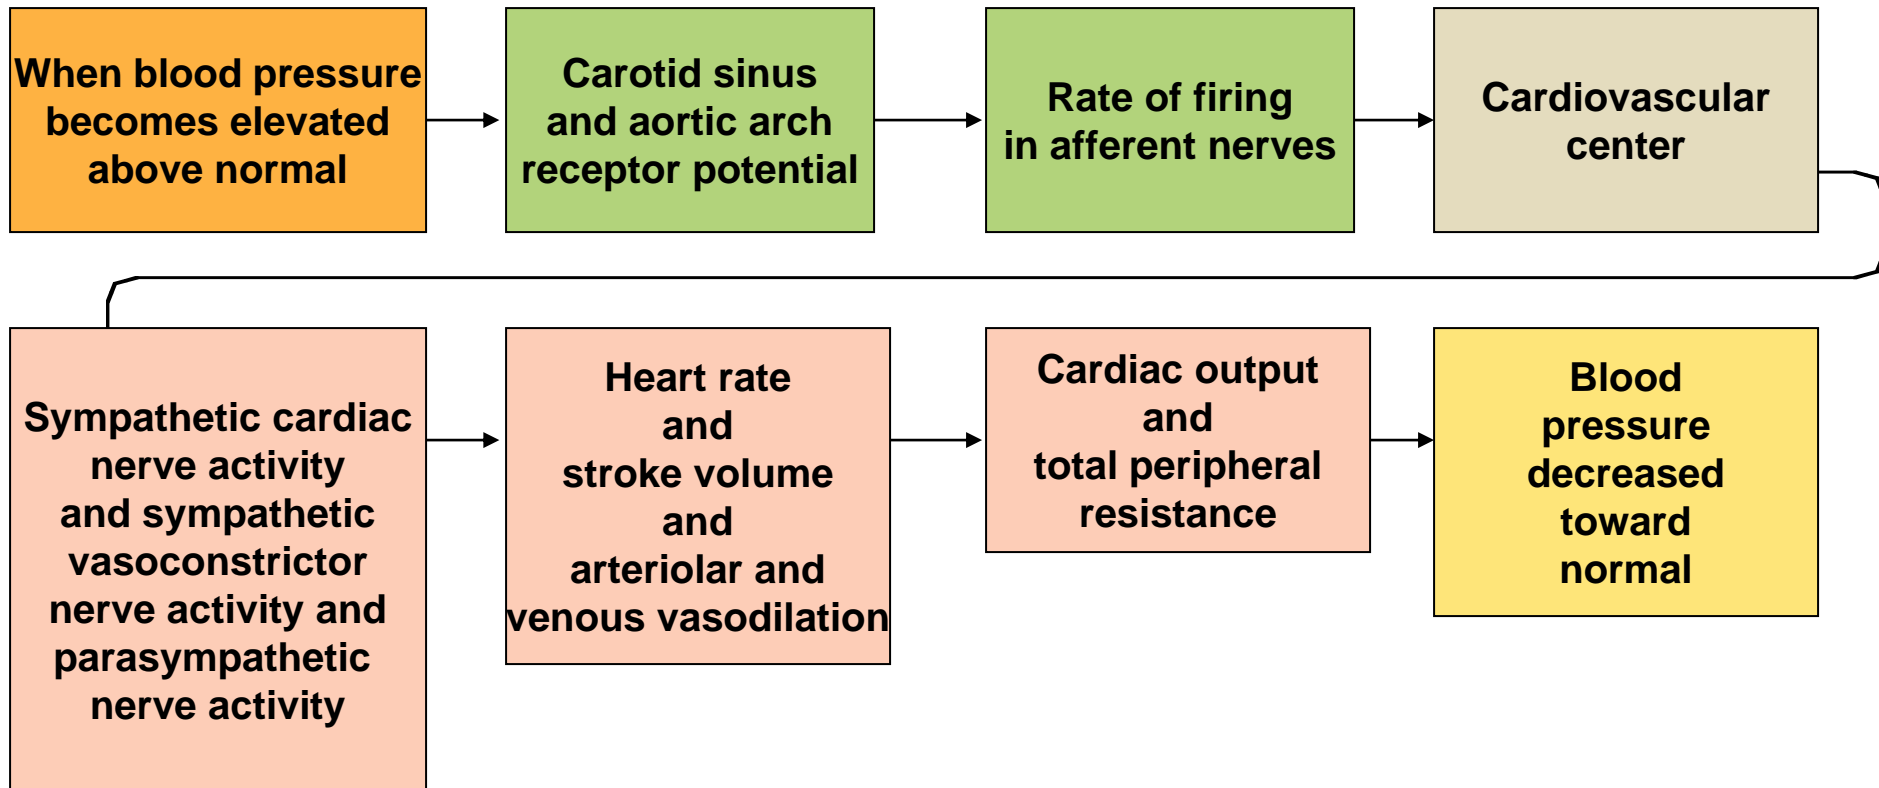 When blood pressure
becomes elevated
above normal
Carotid sinus
and aortic arch
receptor potential
Rate of firing
in afferent nerves
Cardiovascular
center
Sympathetic cardiac
nerve activity
and sympathetic
vasoconstrictor
nerve activity and
parasympathetic
nerve activity
Heart rate
and
stroke volume
and
arteriolar and
venous vasodilation
Cardiac output
and
total peripheral
resistance
Blood
pressure
decreased
toward
normal